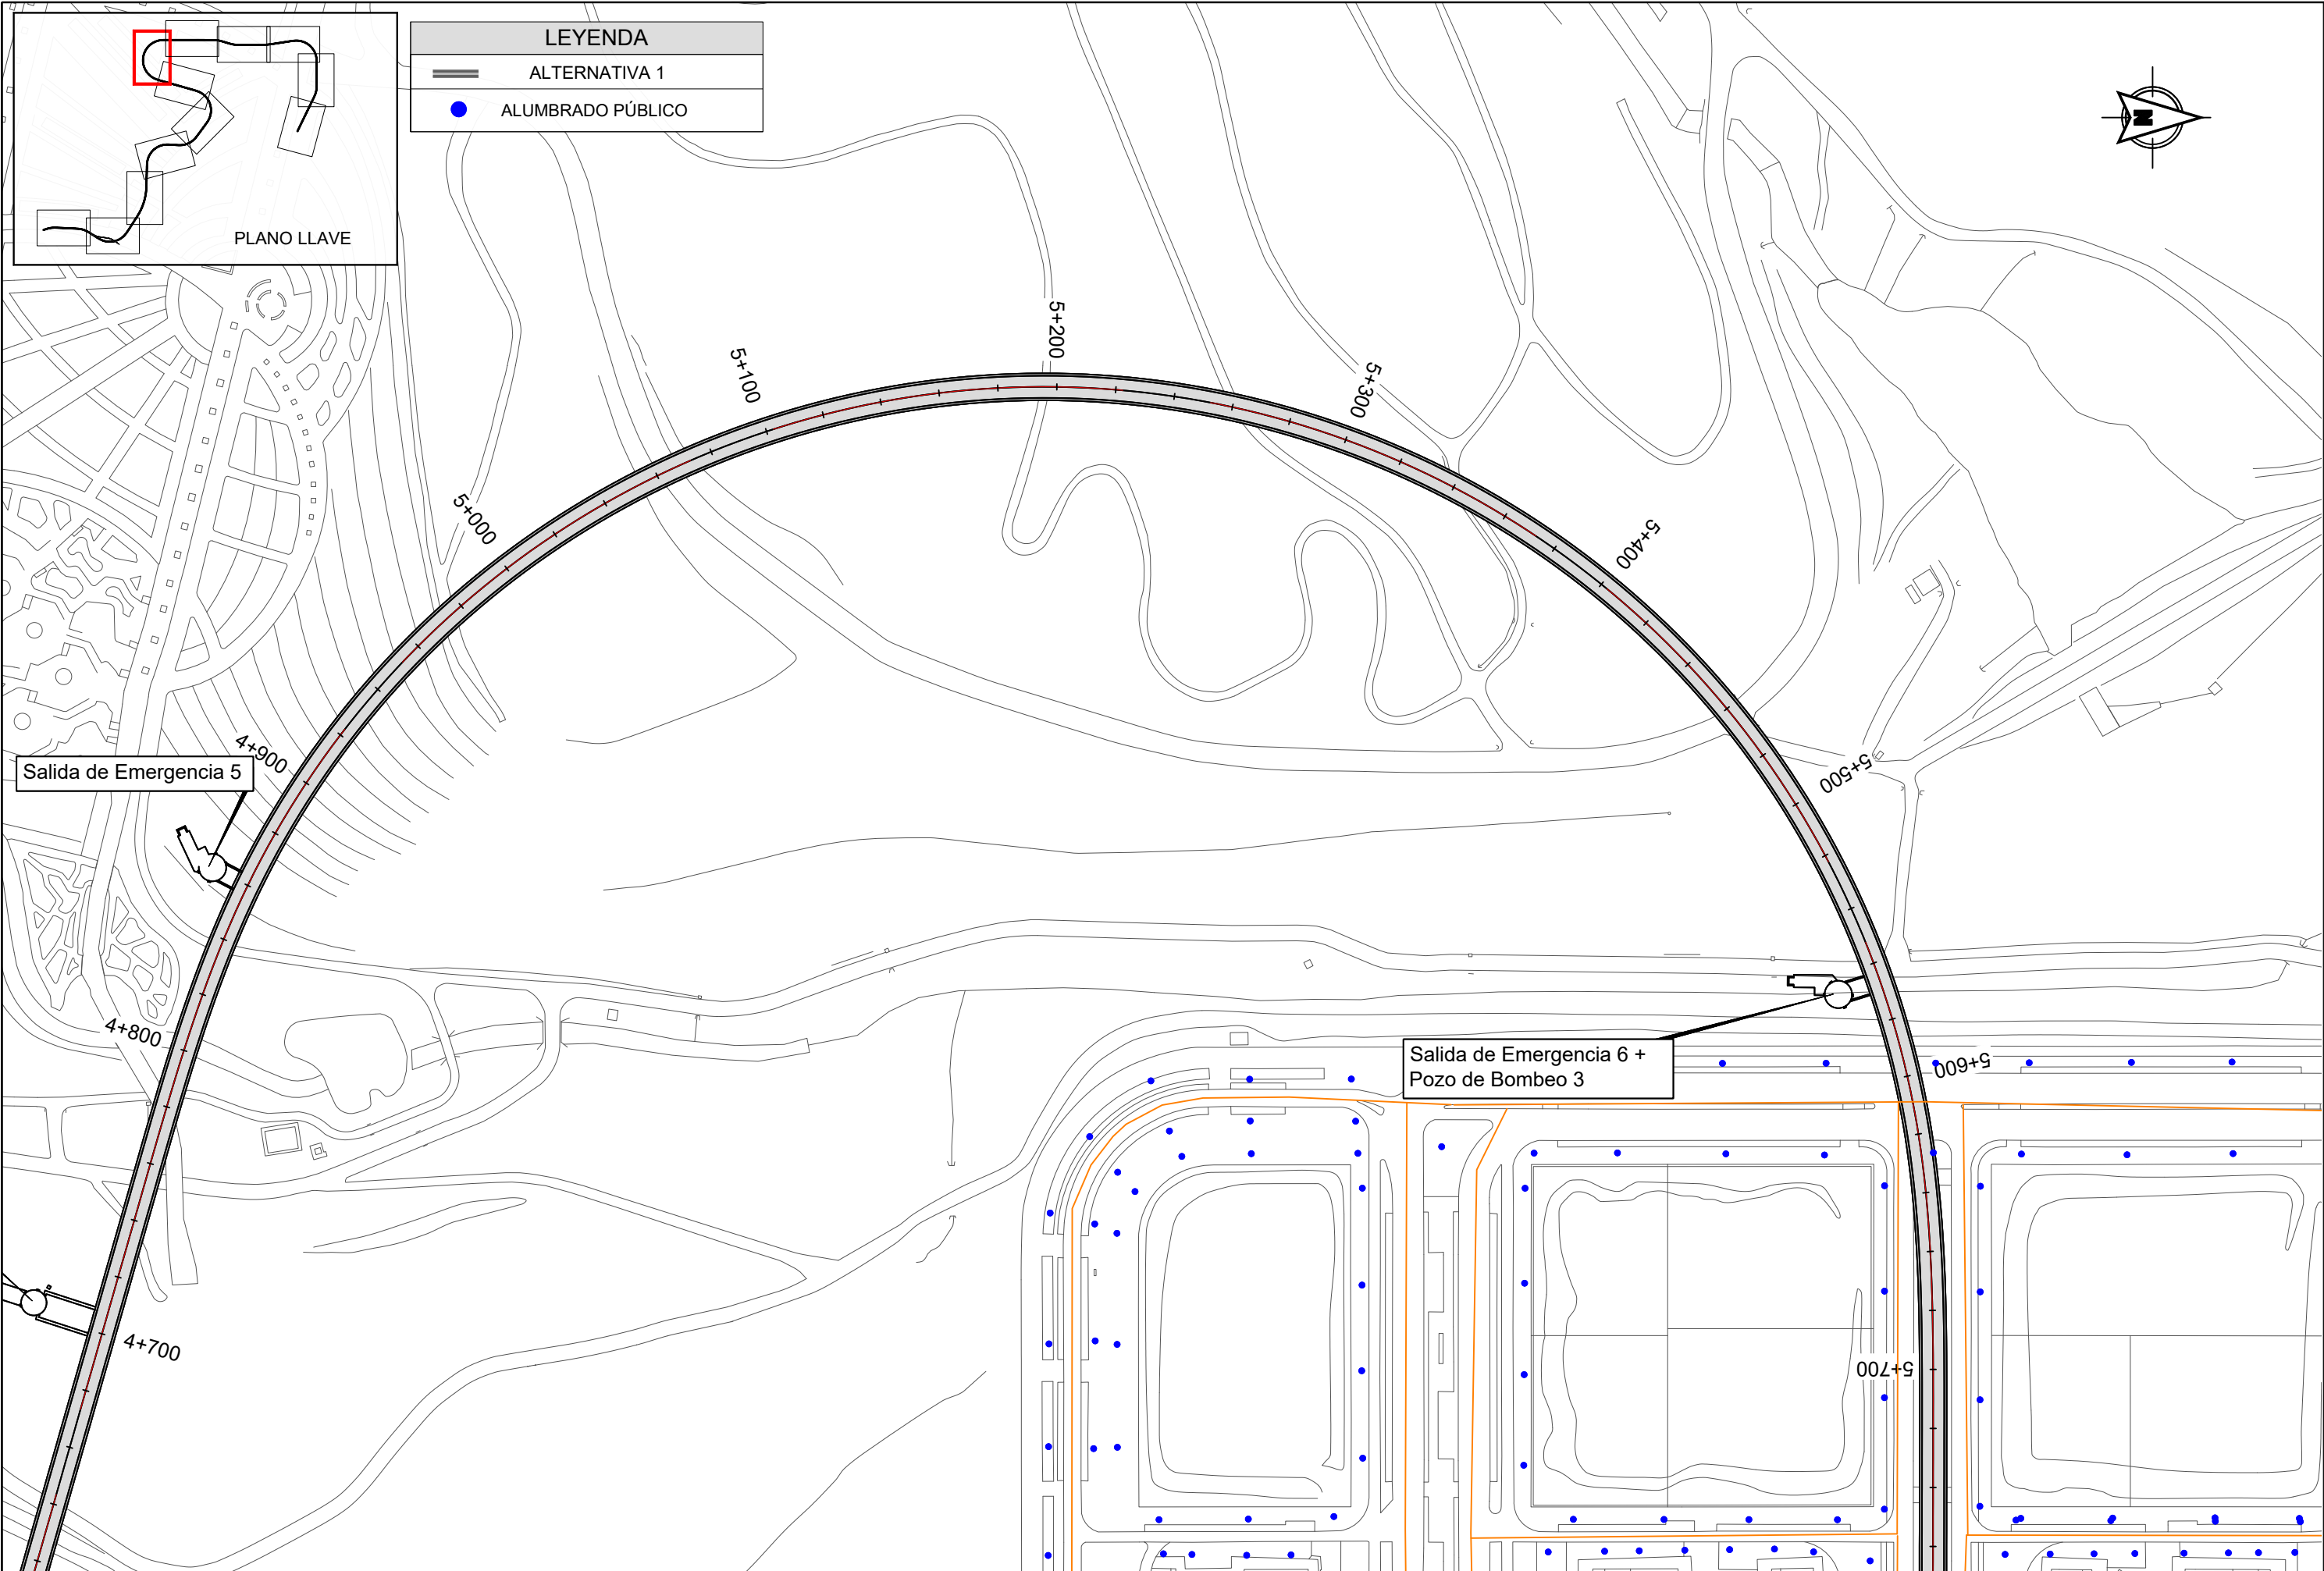 LEYENDA
ALTERNATIVA 1
ALUMBRADO PÚBLICO
N
PLANO LLAVE
5+200
5+100
5+300
5+000
5+400
4+900
5+500
Salida de Emergencia 5
4+800
Salida de Emergencia 6 +
Pozo de Bombeo 3
5+600
4+700
5+700